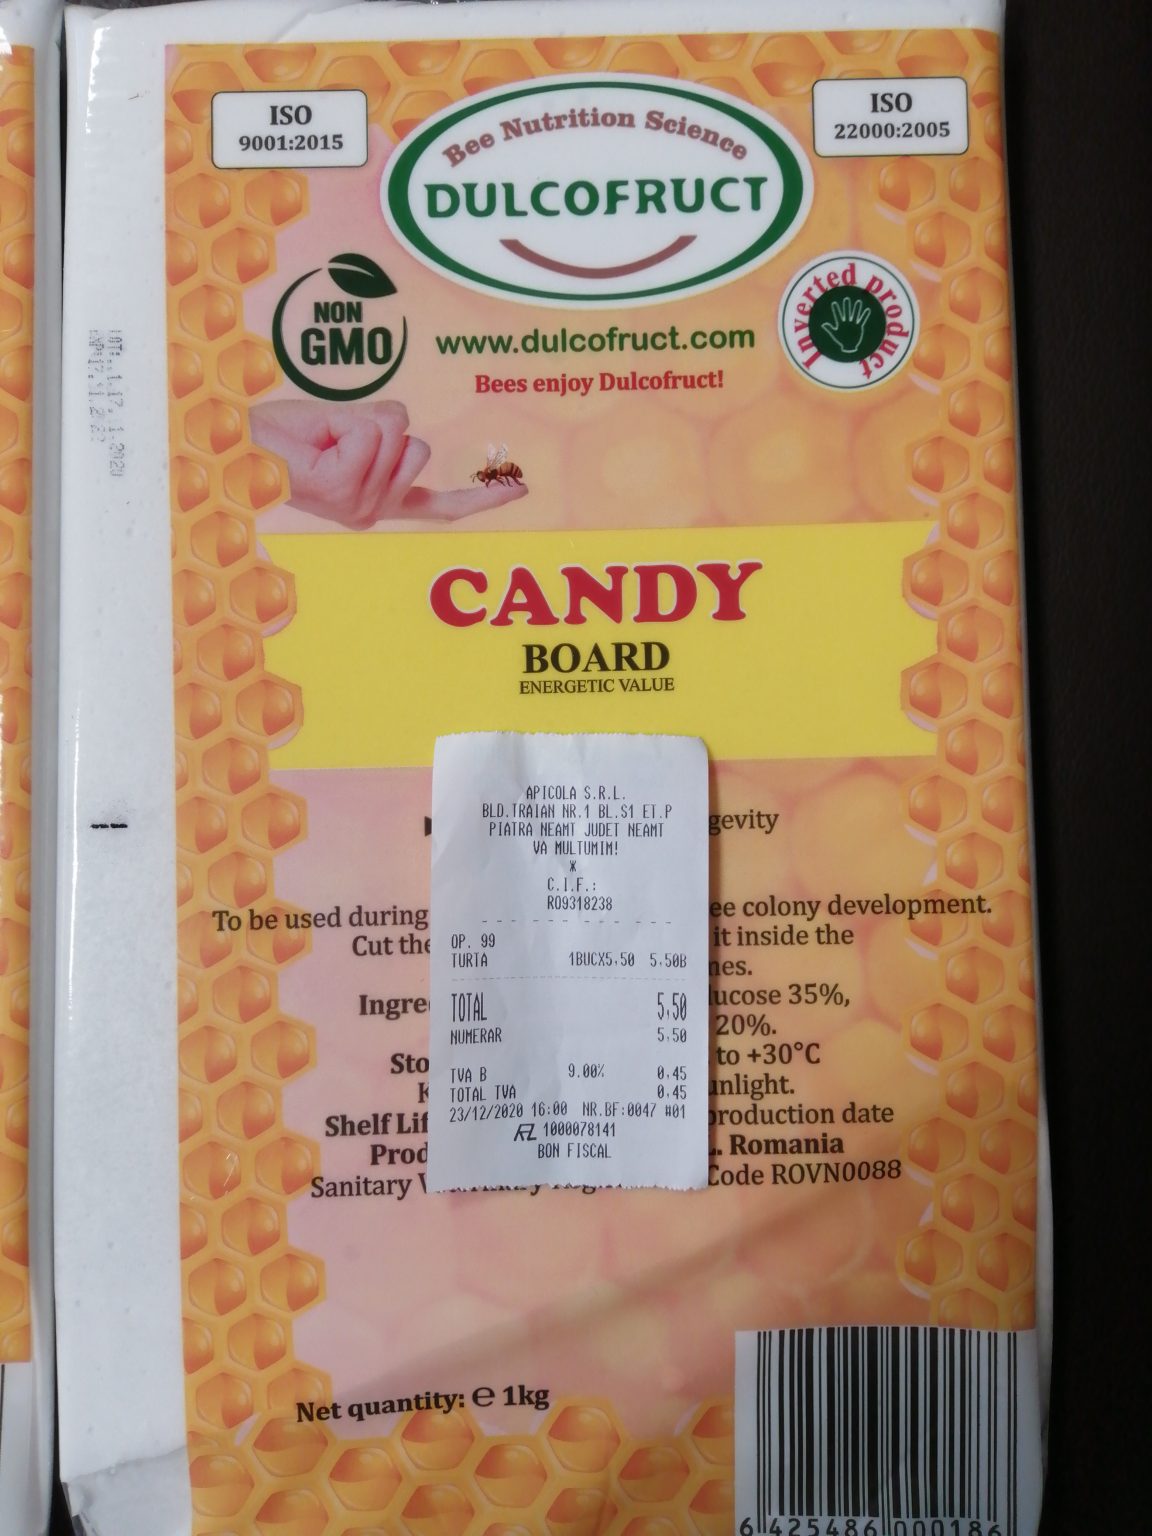 ISO
9001:2015
Bee Nutrition Science
DULCOFRUCT
ISO
22000:2005
NON
GMO
www.dulcofruct.com
Inverted product
Bees enjoy Dulcofruct!
CANDY
BOARD
ENERGETIC VALUE
APICOLA S.R.L.
BLD.TRAIAN NR.1 BL.S1 ET.P
PIATRA NEAMT JUDET NEAMT
VA MULTUMIM!
*
C.I.F.:
RO9318238
OP. 99
TURTA 1BUCX5,50 5,50B
TOTAL 5,50
NUMERAR 5,50
TVA B 9.00% 0,45
TOTAL TVA 0,45
23/12/2020 16:00 NR.BF:0047 #01
1000078141
BON FISCAL
gevity
To be used during ee colony development.
Cut the it inside the
nes.
Ingre ucose 35%,
20%.
Sto to +30°C
unlight.
Shelf Lif production date
Prod . Romania
Sanitary Code ROVN0088
Net quantity: ℮ 1kg
6 425486 000186